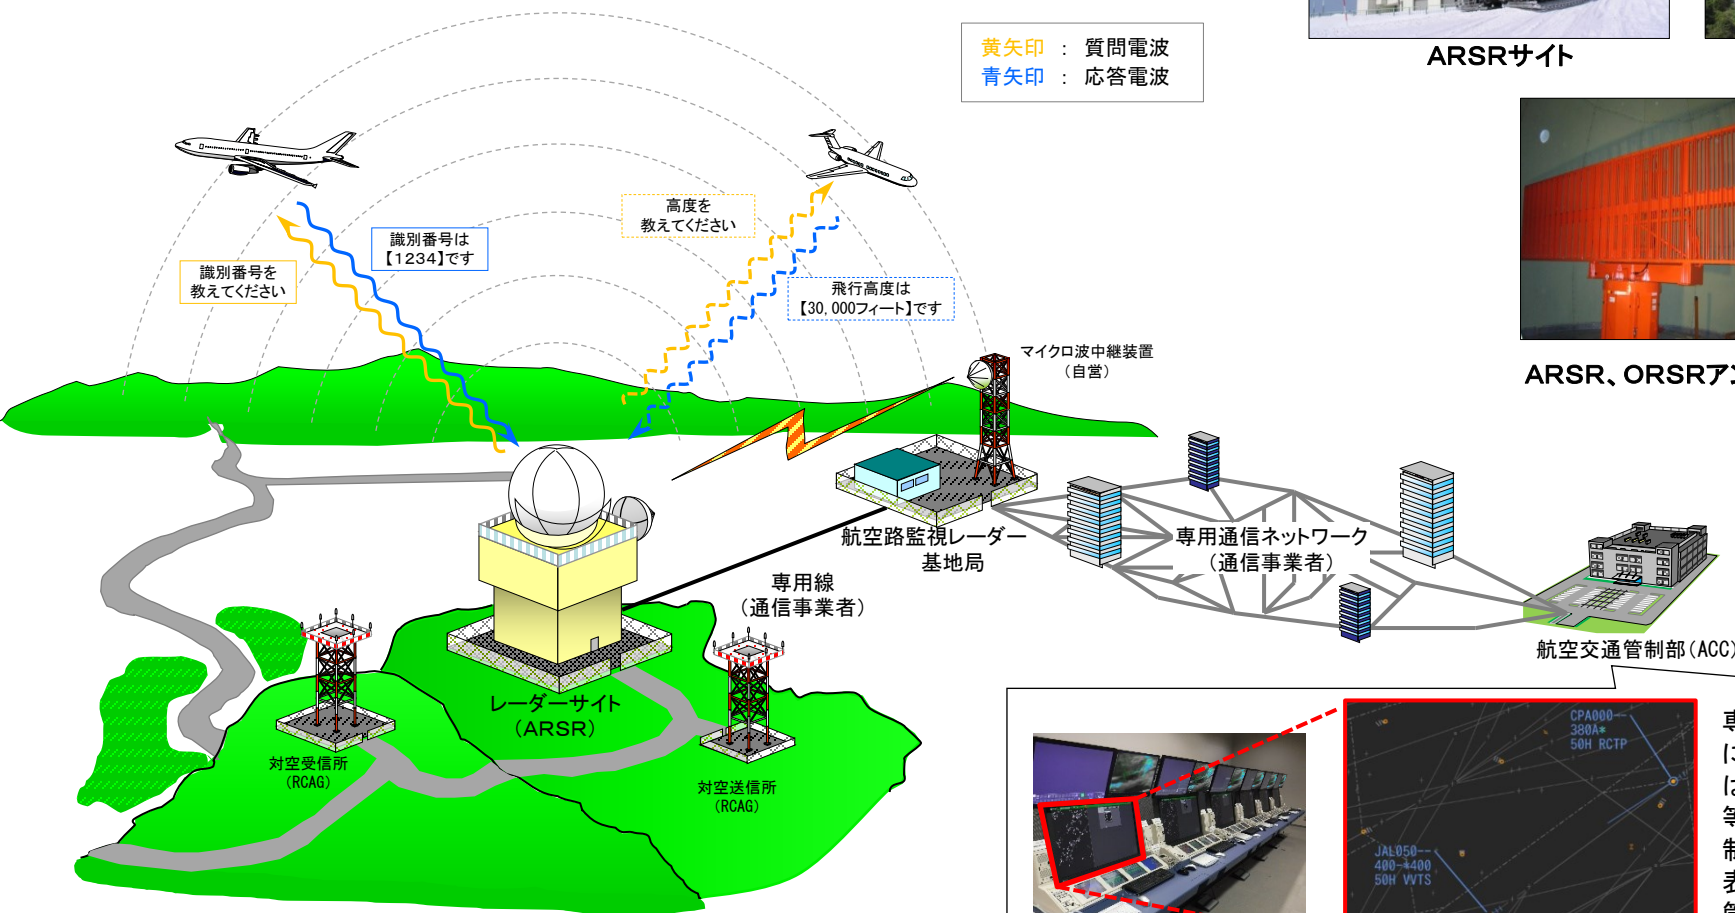 黄矢印 ： 質問電波
青矢印 ： 応答電波
ARSRサイト
高度を
教えてください
識別番号は
【1234】です
識別番号を
教えてください
飛行高度は
【30,000フィート】です
マイクロ波中継装置
（自営）
ARSR、ORSRア
航空路監視レーダー
基地局
専用通信ネットワーク
（通信事業者）
専用線
（通信事業者）
航空交通管制部（ACC）
レーダーサイト
（ARSR）
対空受信所
（RCAG）
対空送信所
（RCAG）
CPA000--
380A*
50H RCTP
JAL050--
400-*400
50H VVTS
専
に
は
等
制
表